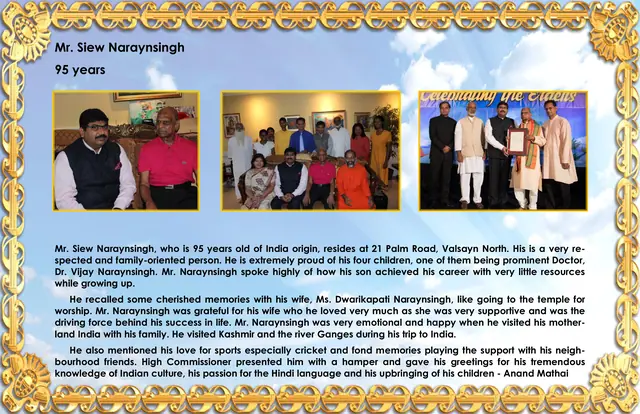 Mr. Siew Naraynsingh
95 years
Celebrating the Elders
Mr. Siew Naraynsingh, who is 95 years old of India origin, resides at 21 Palm Road, Valsayn North. His is a very re-
spected and family-oriented person. He is extremely proud of his four children, one of them being prominent Doctor,
Dr. Vijay Naraynsingh. Mr. Naraynsingh spoke highly of how his son achieved his career with very little resources
while growing up.
He recalled some cherished memories with his wife, Ms. Dwarikapati Naraynsingh, like going to the temple for
worship. Mr. Naraynsingh was grateful for his wife who he loved very much as she was very supportive and was the
driving force behind his success in life. Mr. Naraynsingh was very emotional and happy when he visited his mother-
land India with his family. He visited Kashmir and the river Ganges during his trip to India.
He also mentioned his love for sports especially cricket and fond memories playing the support with his neigh-
bourhood friends. High Commissioner presented him with a hamper and gave his greetings for his tremendous
knowledge of Indian culture, his passion for the Hindi language and his upbringing of his children - Anand Mathai